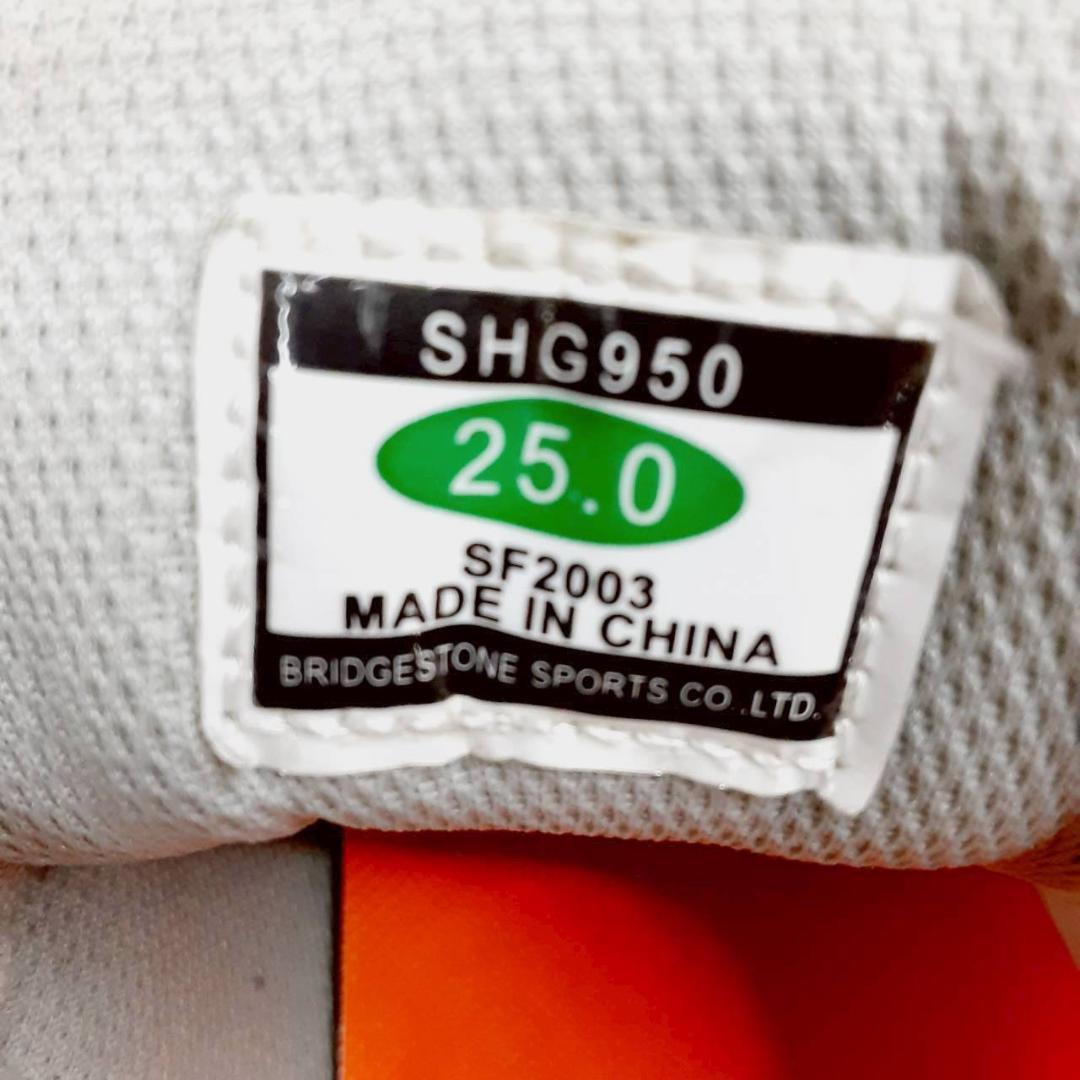 SHG950
25.0
SF2003
MADE IN CHINA
BRIDGESTONE SPORTS CO.,LTD.